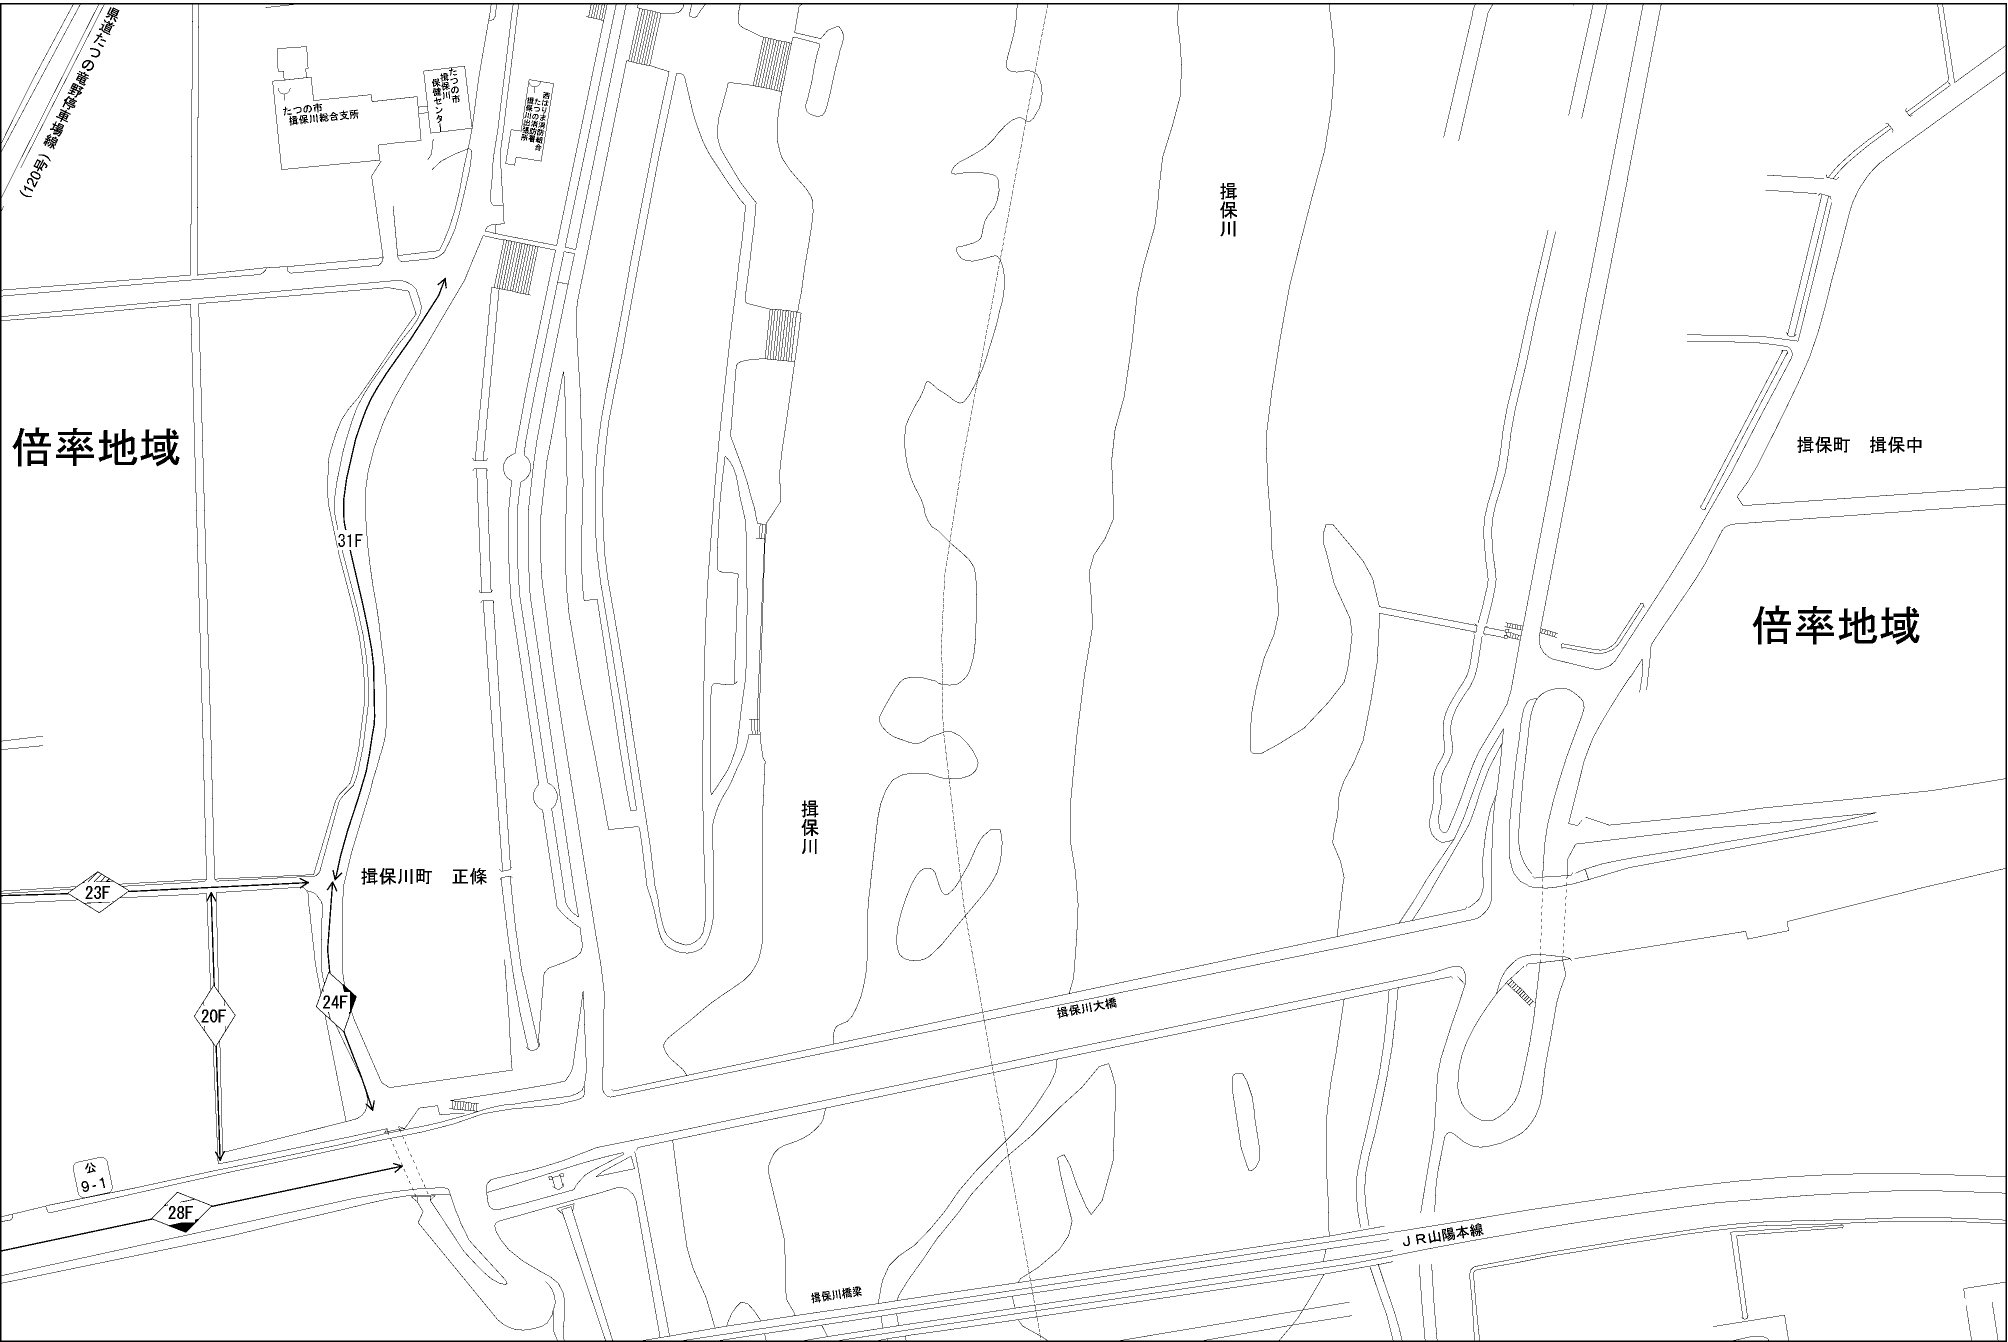 県道たつの竜野停車場線
(120号)
たつの市
揖保川総合支所
たつの市
揖保川
保健センター
西はりま消防組合
たつの消防署
揖保川出張所
揖保川
倍率地域
揖保町　揖保中
31F
倍率地域
揖保川
23F
揖保川町　正條
24F
20F
揖保川大橋
公
9-1
28F
ＪＲ山陽本線
揖保川橋梁